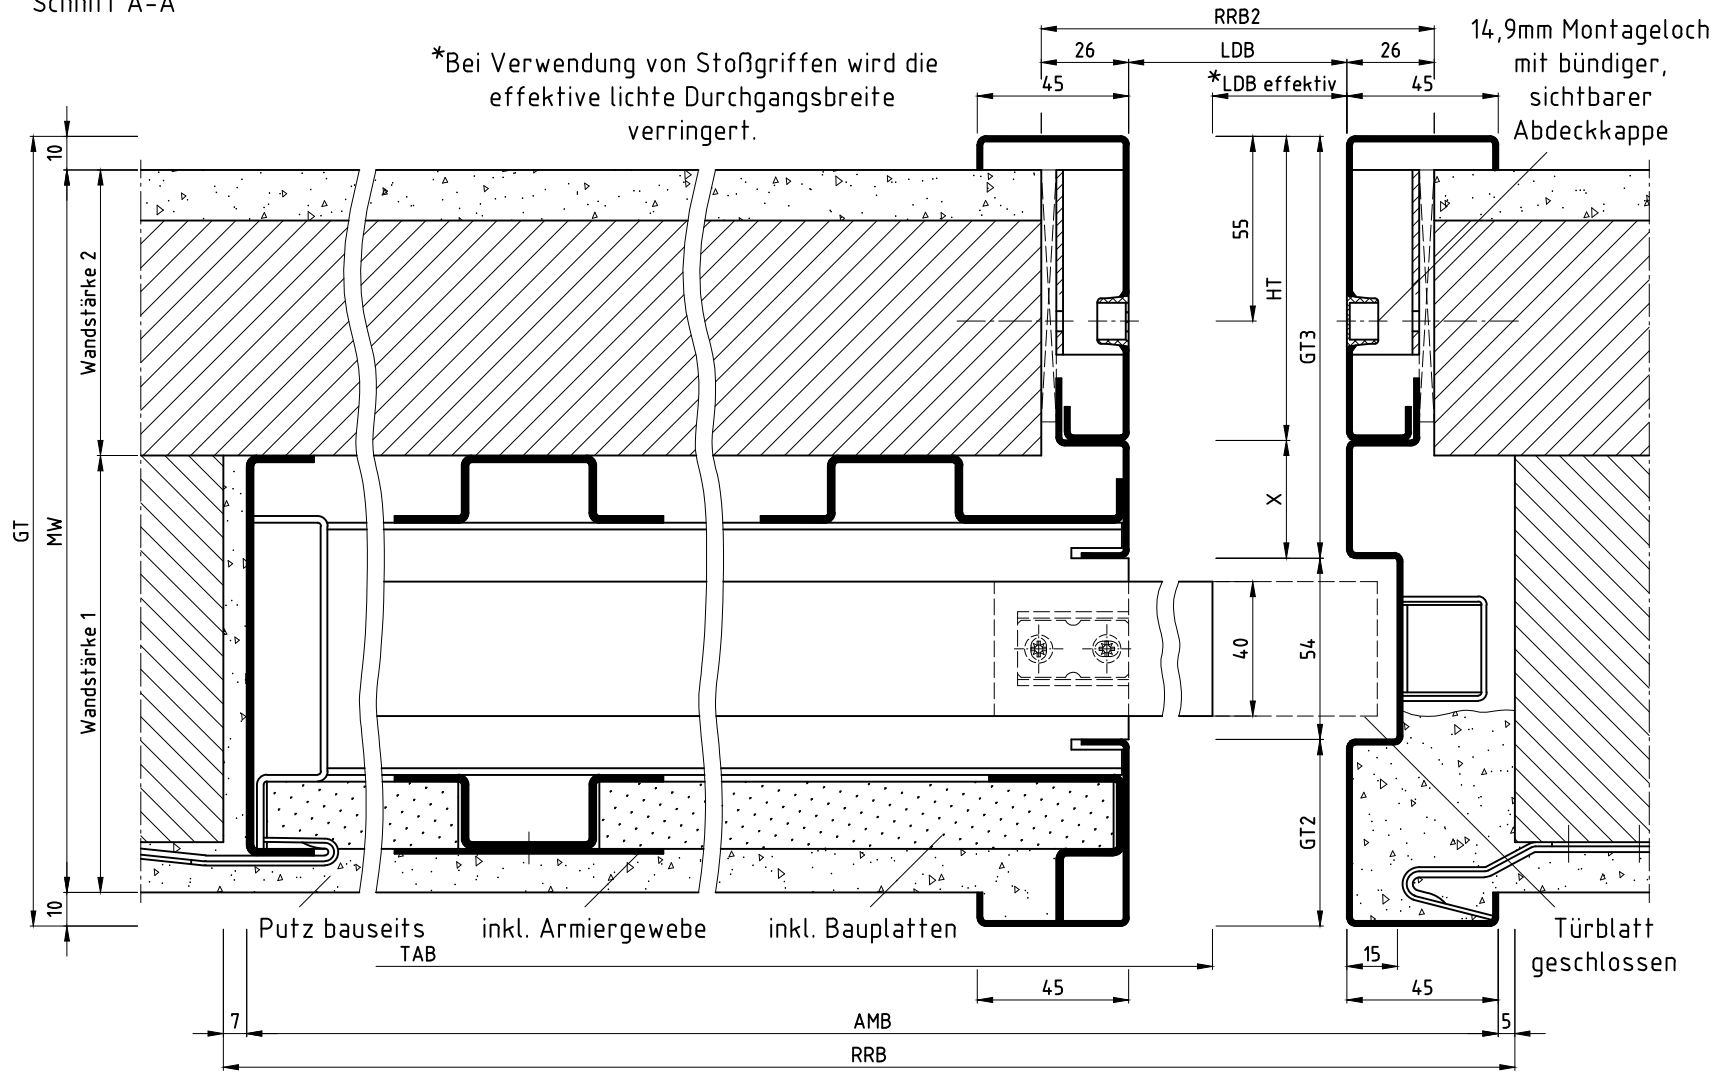 Schnitt A-A
*Bei Verwendung von Stoßgriffen wird die
effektive lichte Durchgangsbreite
verringert.
RRB2
26
LDB
26
45
*LDB effektiv
45
14,9mm Montageloch
mit bündiger,
sichtbarer
Abdeckkappe
10
GT
MW
Wandstärke 2
Wandstärke 1
10
55
HT
GT3
X
40
54
GT2
Putz bauseits
inkl. Armiergewebe
inkl. Bauplatten
Türblatt
geschlossen
TAB
15
45
45
7
AMB
5
RRB